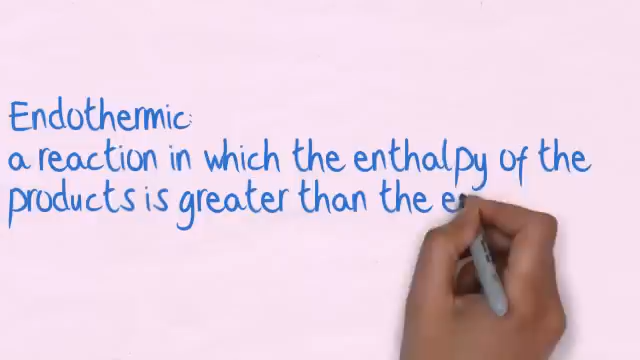 Endothermic:
a reaction in which the enthalpy of the
products is greater than the e